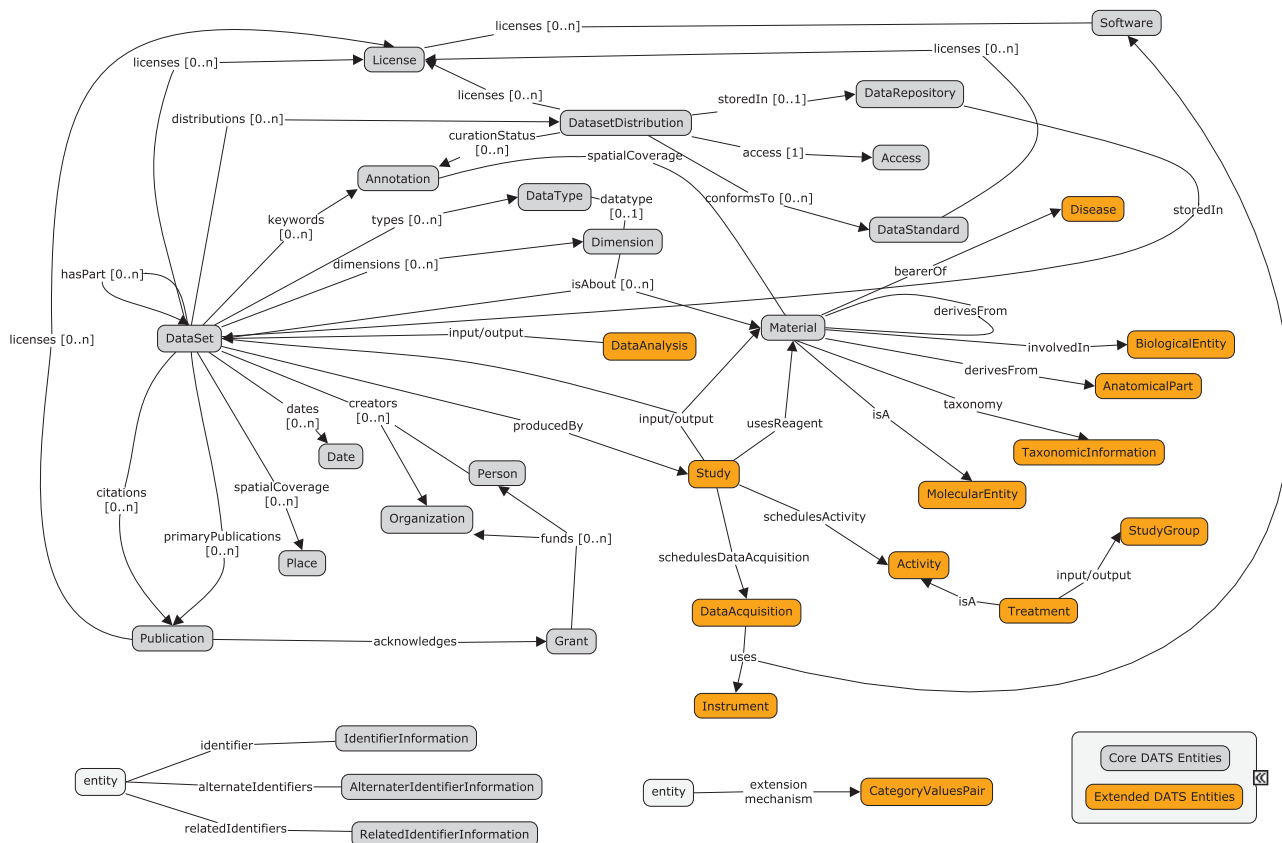 licenses [0..n]
Software
License
licenses [0..n]
licenses [0..n]
licenses [0..n]
storedIn [0..1]
DataRepository
distributions [0..n]
DatasetDistribution
curationStatus
[0..n]
access [1]
Access
spatialCoverage
Annotation
DataType
datatype
[0..1]
conformsTo [0..n]
keywords
[0..n]
types [0..n]
DataStandard
Disease
storedIn
Dimension
dimensions [0..n]
hasPart [0..n]
bearerOf
isAbout [0..n]
derivesFrom
licenses [0..n]
DataSet
input/output
DataAnalysis
Material
involvedIn
BiologicalEntity
derivesFrom
AnatomicalPart
dates
[0..n]
creators
[0..n]
producedBy
input/output
usesReagent
isA
taxonomy
TaxonomicInformation
Date
Person
Study
MolecularEntity
citations
[0..n]
spatialCoverage
[0..n]
Organization
schedulesActivity
primaryPublications
[0..n]
funds [0..n]
StudyGroup
Place
schedulesDataAcquisition
Activity
input/output
isA
Treatment
DataAcquisition
Publication
acknowledges
Grant
uses
Instrument
identifier
IdentifierInformation
entity
alternateIdentifiers
AlternaterIdentifierInformation
relatedIdentifiers
RelatedIdentifierInformation
entity
extension
mechanism
CategoryValuesPair
Core DATS Entities
Extended DATS Entities